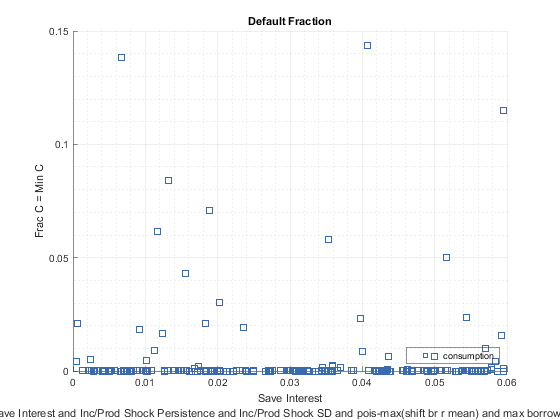 Default Fraction
0.15
0.1
0.05
0
Frac C = Min C
consumption
0 0.01 0.02 0.03 0.04 0.05 0.06
Save Interest
Interest and Inc/Prod Shock Persistence and Inc/Prod Shock SD and pois-max(shift br r mean) and max